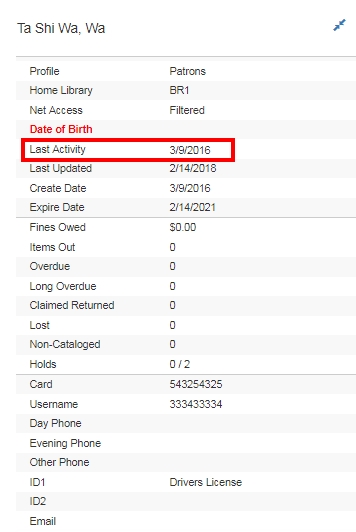 Ta Shi Wa, Wa
Profile Patrons
Home Library BR1
Net Access Filtered
Date of Birth
Last Activity 3/9/2016
Last Updated 2/14/2018
Create Date 3/9/2016
Expire Date 2/14/2021
Fines Owed $0.00
Items Out 0
Overdue 0
Long Overdue 0
Claimed Returned 0
Lost 0
Non-Cataloged 0
Holds 0 / 2
Card 543254325
Username 333433334
Day Phone
Evening Phone
Other Phone
ID1 Drivers License
ID2
Email